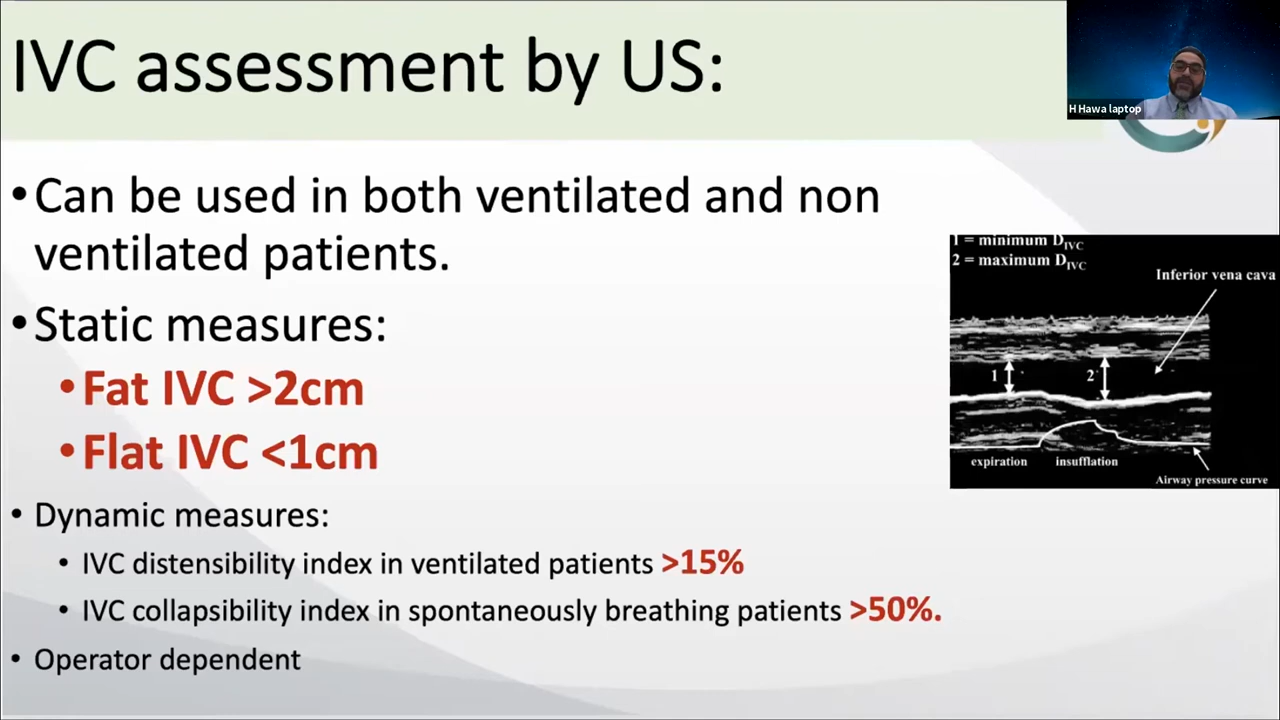 IVC assessment by US:
H Hawa laptop
•Can be used in both ventilated and non
ventilated patients.
•Static measures:
•Fat IVC >2cm
•Flat IVC <1cm
• Dynamic measures:
• IVC distensibility index in ventilated patients >15%
• IVC collapsibility index in spontaneously breathing patients >50%.
• Operator dependent
1 = minimum DIVC
2 = maximum DIVC
Inferior vena cava
1
2
expiration
insufflation
Airway pressure curve